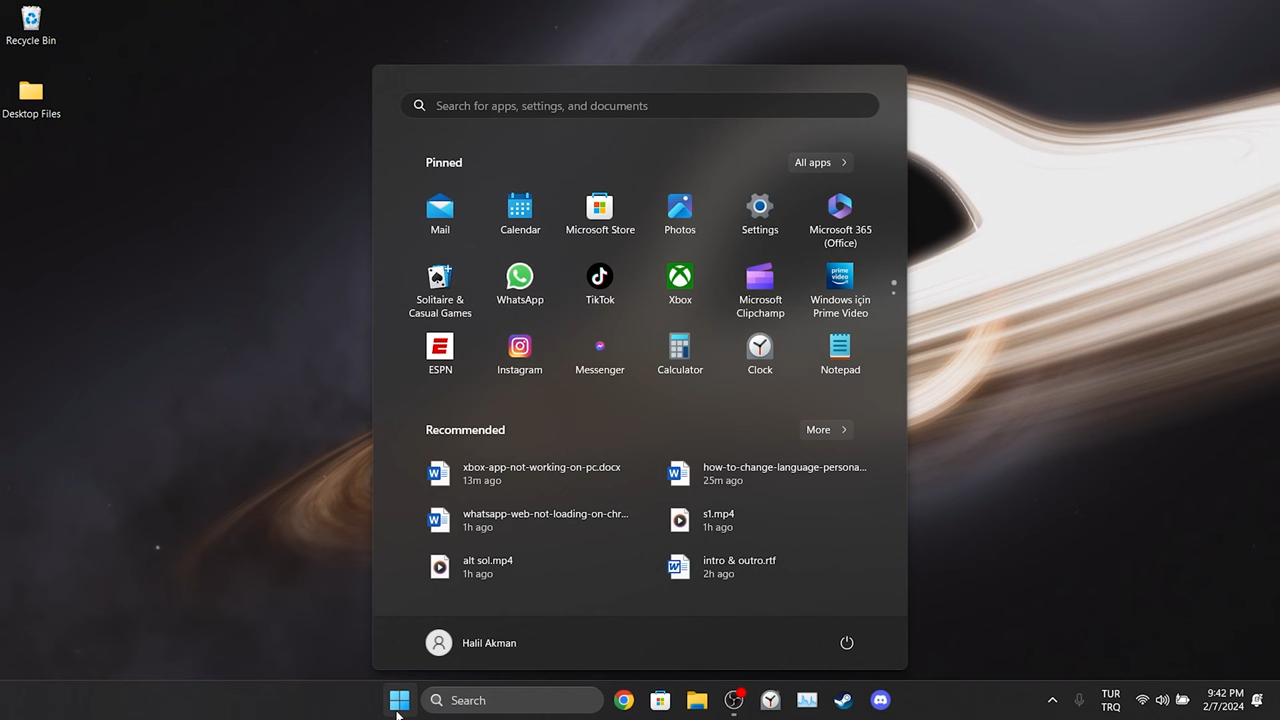 Recycle Bin
Desktop Files
Search for apps, settings, and documents
Pinned
All apps
Mail
Calendar
Microsoft Store
Photos
Settings
Microsoft 365
(Office)
Solitaire &
Casual Games
WhatsApp
TikTok
Xbox
Microsoft
Clipchamp
prime
video
Windows için
Prime Video
ESPN
Instagram
Messenger
Calculator
Clock
Notepad
Recommended
More
xbox-app-not-working-on-pc.docx
13m ago
how-to-change-language-persona...
25m ago
whatsapp-web-not-loading-on-chr...
1h ago
s1.mp4
1h ago
alt sol.mp4
1h ago
intro & outro.rtf
2h ago
Halil Akman
Search
TUR
TRQ
9:42 PM
2/7/2024